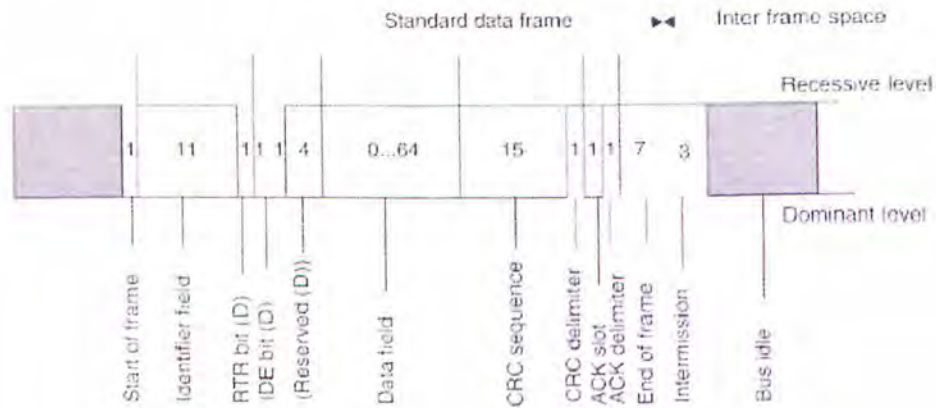 Standard data frame
Inter frame space
Recessive level
1 11 1 1 1 4 0...64 15 1 1 1 7 3
Dominant level
Start of frame
Identifier field
RTR bit (D)
IDE bit (D)
(Reserved (D))
Data field
CRC sequence
CRC delimiter
ACK slot
ACK delimiter
End of frame
Intermission
Bus idle